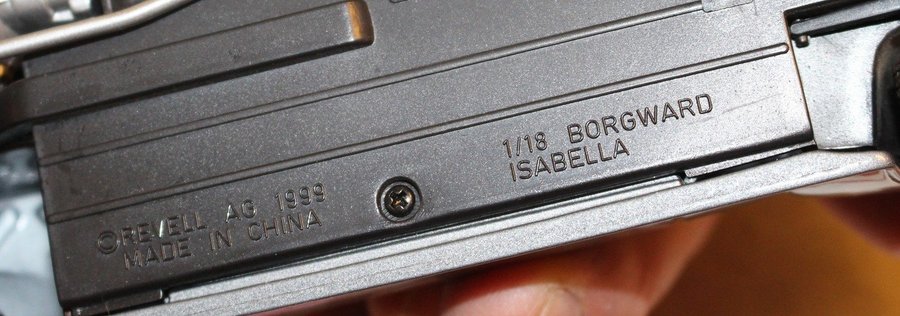 ©REVELL AG 1999
MADE IN CHINA
1/18 BORGWARD
ISABELLA